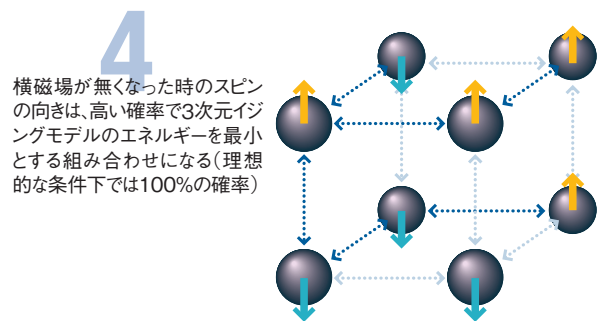 4
横磁場が無くなった時のスピン
の向きは、高い確率で3次元イジ
ングモデルのエネルギーを最小
とする組み合わせになる(理想
的な条件下では100%の確率)